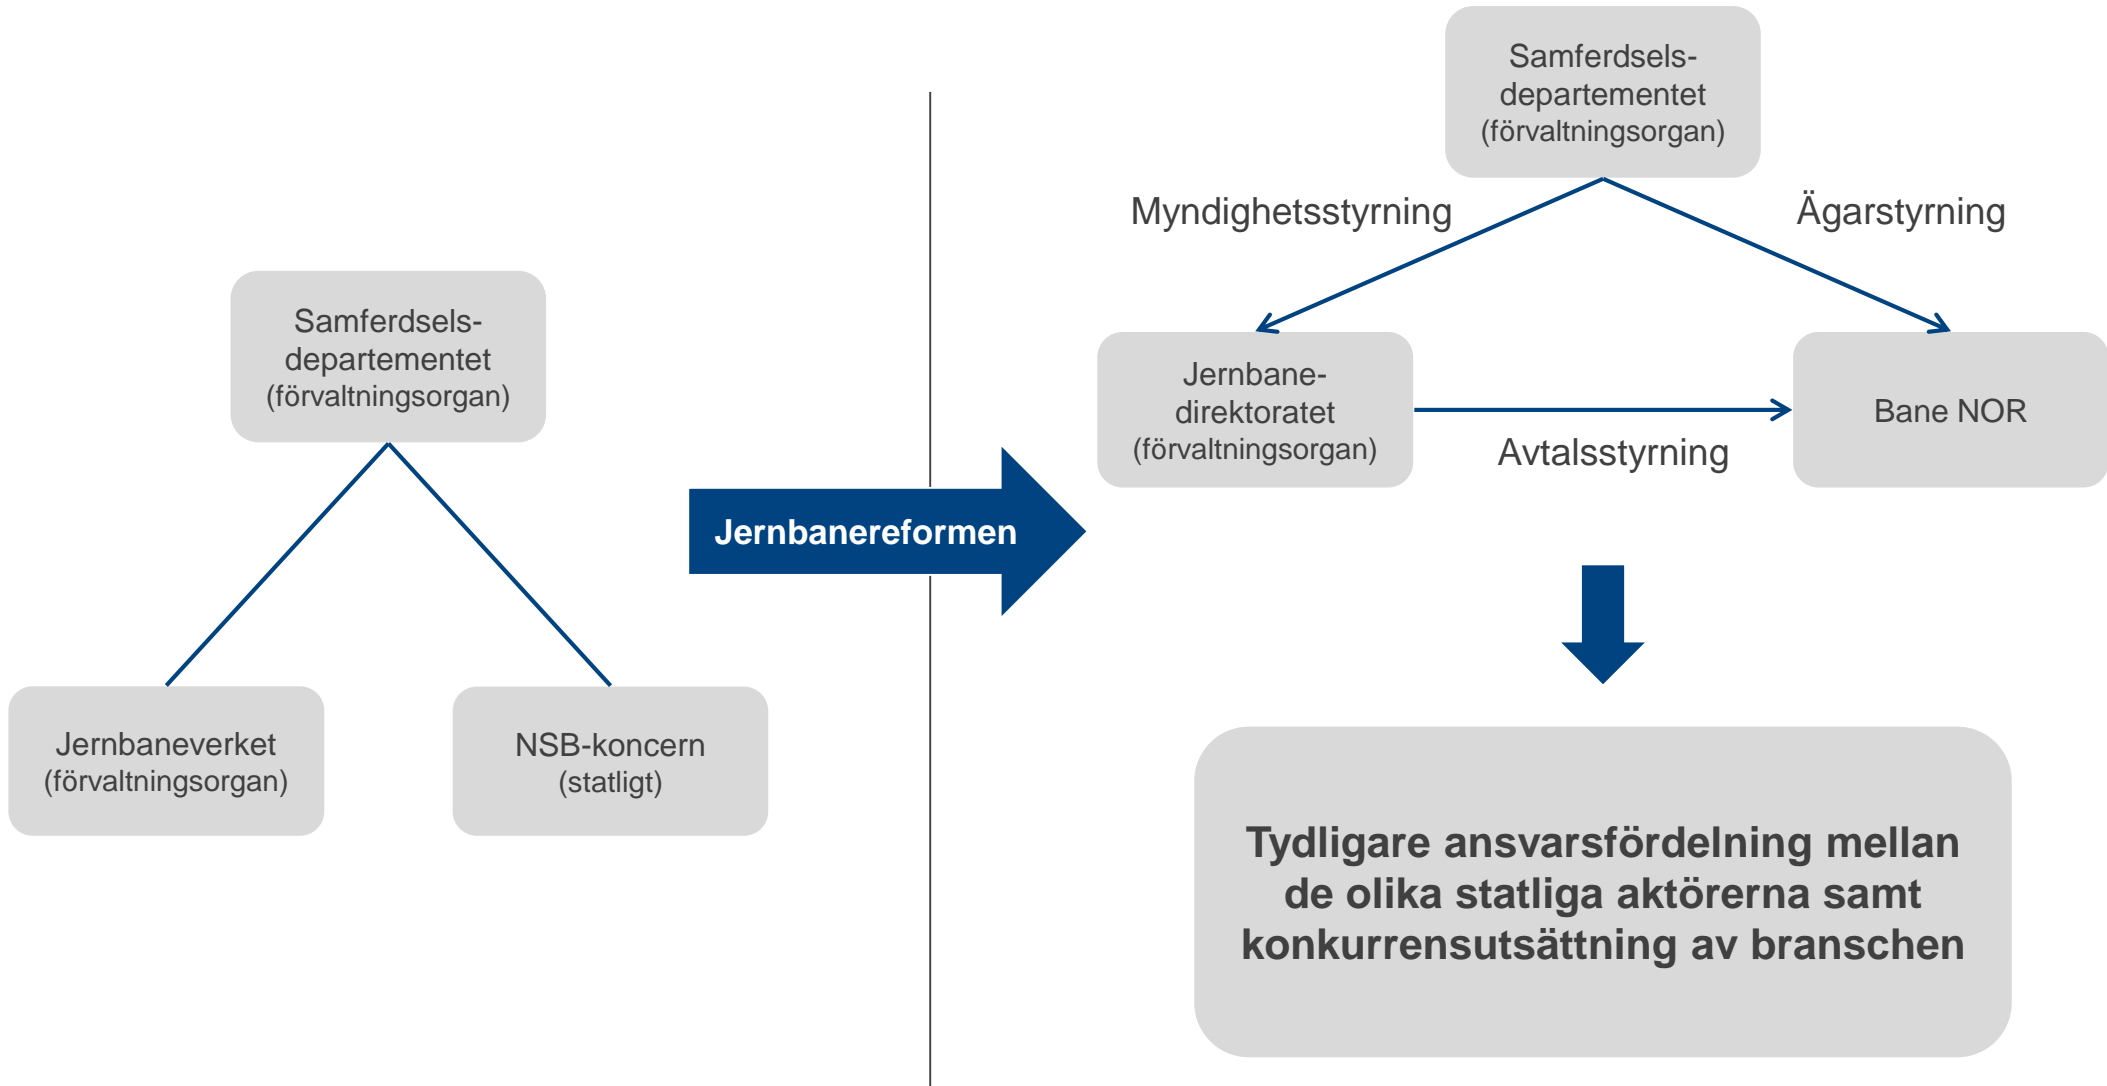 Samferdsels-
departementet
(förvaltningsorgan)
Jernbaneverket
(förvaltningsorgan)
NSB-koncern
(statligt)
Jernbanereformen
Samferdsels-
departementet
(förvaltningsorgan)
Myndighetsstyrning
Ägarstyrning
Jernbane-
direktoratet
(förvaltningsorgan)
Bane NOR
Avtalsstyrning
Tydligare ansvarsfördelning mellan
de olika statliga aktörerna samt
konkurrensutsättning av branschen